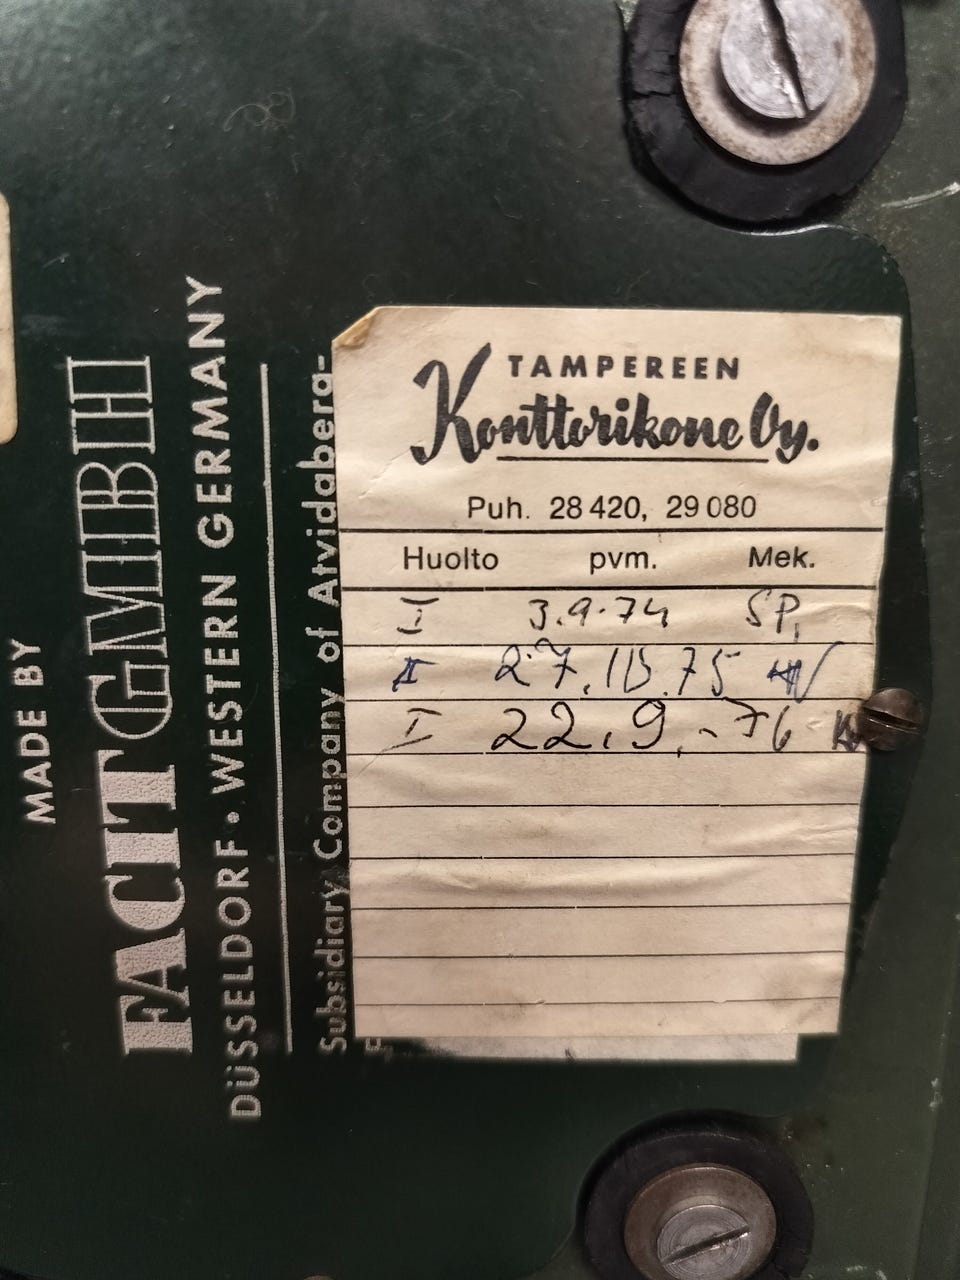 MADE BY
FACIT GMBH
DÜSSELDORF • WESTERN GERMANY
Subsidiary Company of Atvidaberg-
F
TAMPEREEN
Konttorikone Oy.
Puh. 28 420, 29 080
Huolto pvm. Mek.
I 3.9.74 SP,
27.10.75
I 22.9.-76